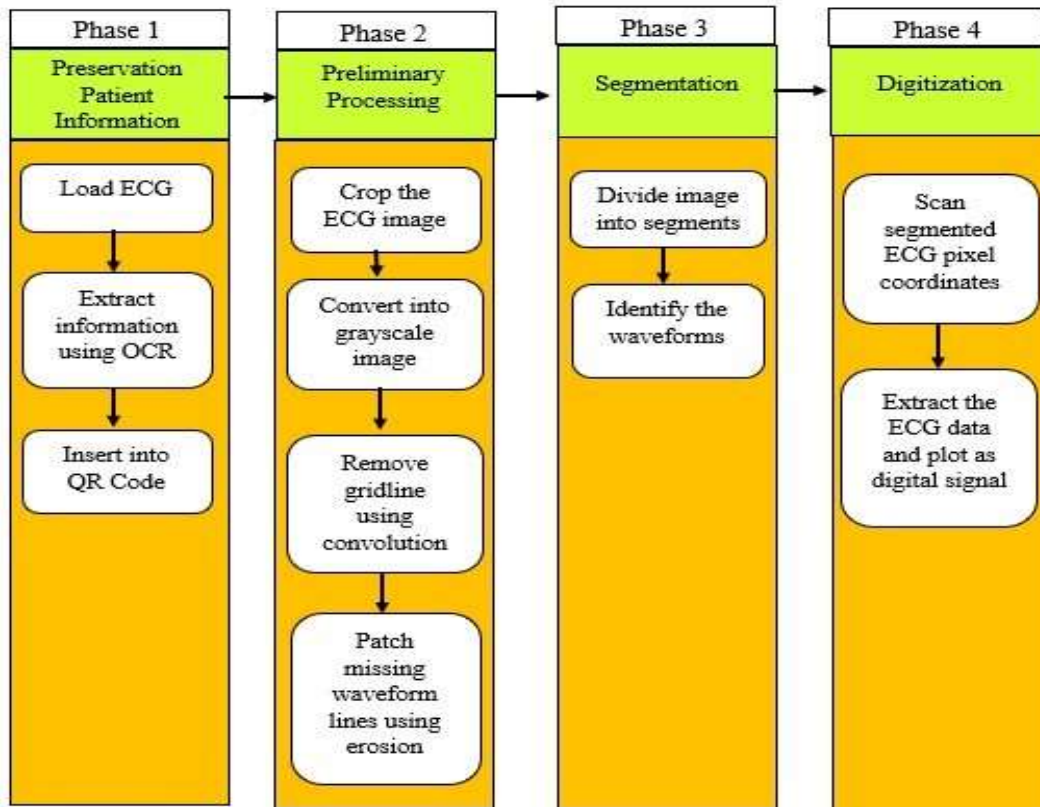 Phase 1
Preservation
Patient
Information
Load ECG
Extract
information
using OCR
Insert into
QR Code
Phase 2
Preliminary
Processing
Crop the
ECG image
Convert into
grayscale
image
Remove
gridline
using
convolution
Patch
missing
waveform
lines using
erosion
Phase 3
Segmentation
Divide image
into segments
Identify the
waveforms
Phase 4
Digitization
Scan
segmented
ECG pixel
coordinates
Extract the
ECG data
and plot as
digital signal